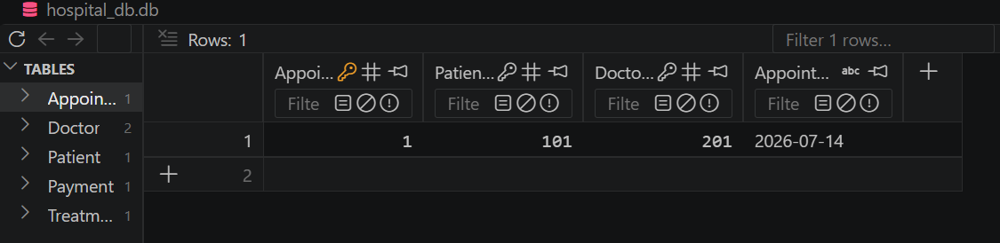 hospital_db.db
Rows: 1
Filter 1 rows...
TABLES
Appoin... 1
Doctor 2
Patient 1
Payment 1
Treatm... 1
Appoi... Patien... Docto... Appoint... abc
Filte Filte Filte Filte
1 1 101 201 2026-07-14
2